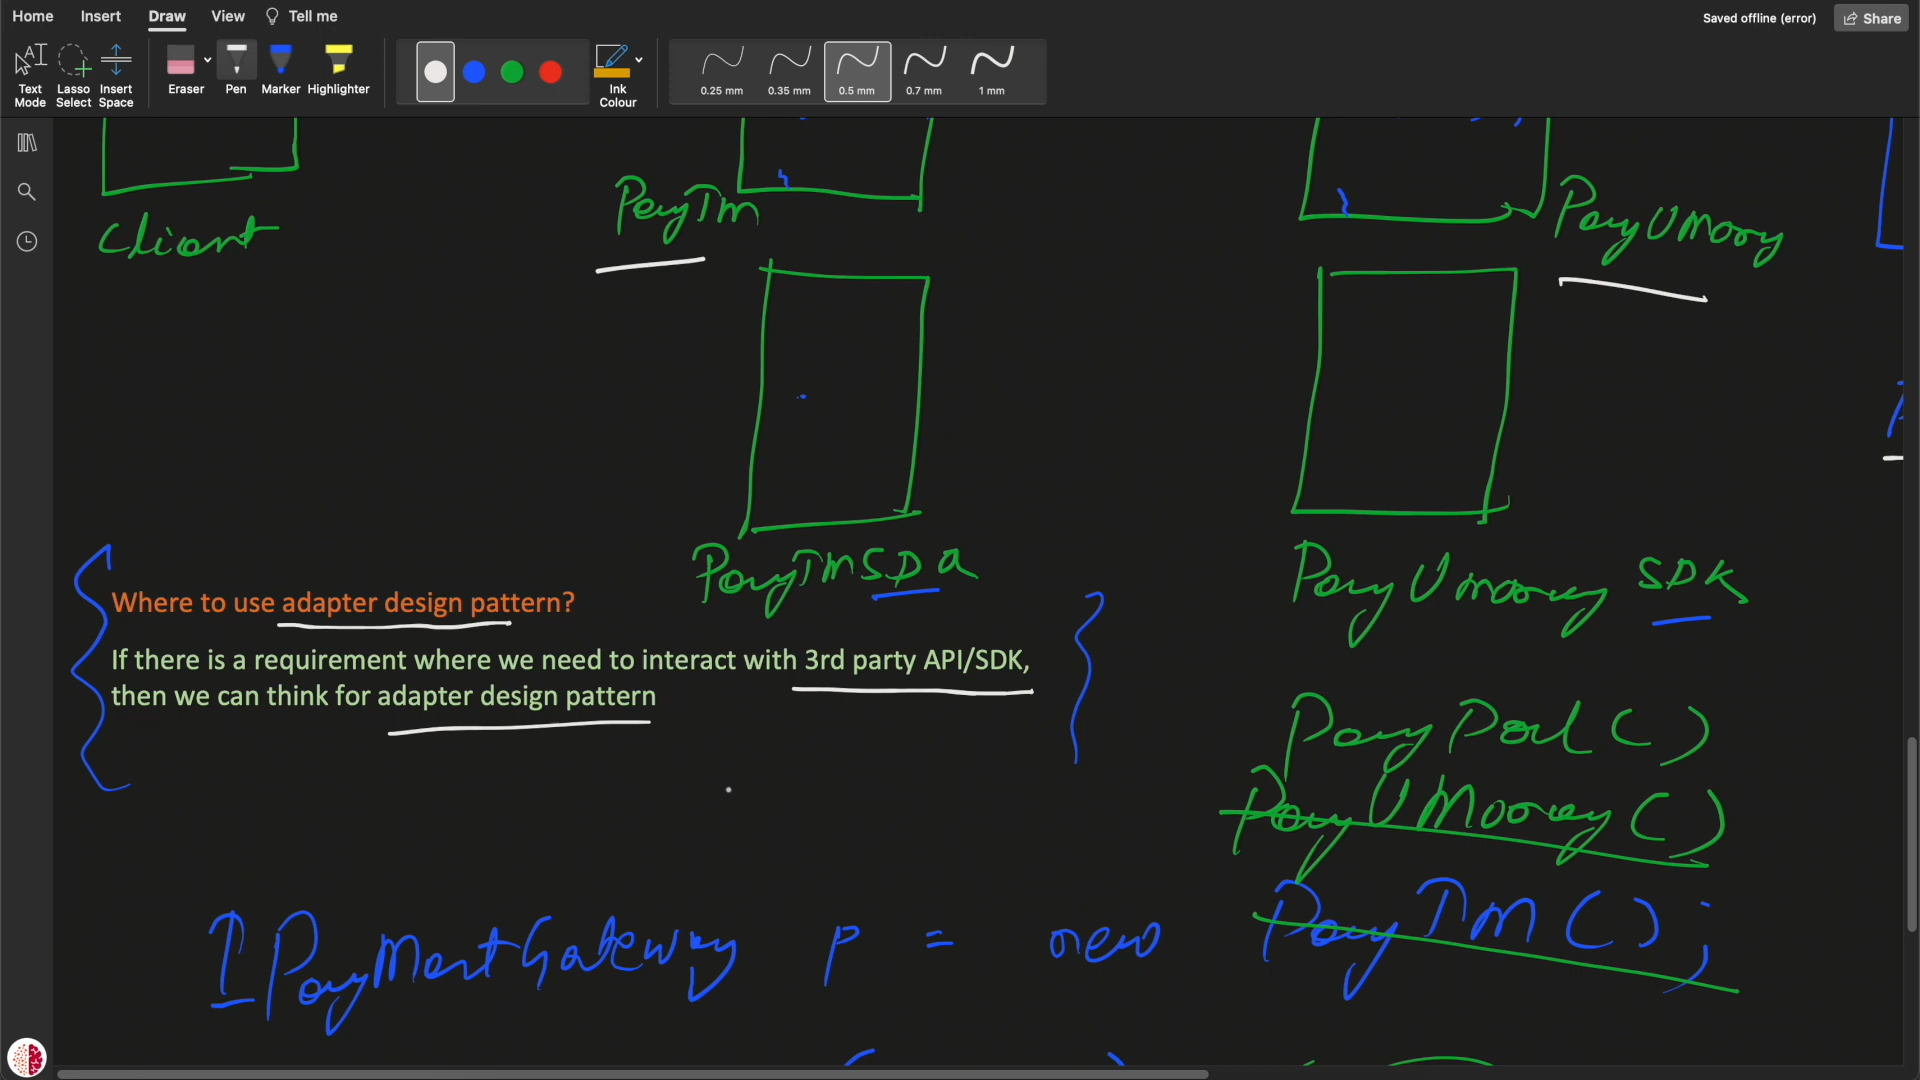 Home Insert Draw View Tell me
Saved offline (error) Share
Text Mode
Lasso Select
Insert Space
Eraser
Pen
Marker
Highlighter
Ink Colour
0.25 mm 0.35 mm 0.5 mm 0.7 mm 1 mm
Client
PayTm
PayUMony
PayTmSD
PayUmoney SDK
Where to use adapter design pattern?
If there is a requirement where we need to interact with 3rd party API/SDK,
then we can think for adapter design pattern
PayPal ( )
PayUMoney ( )
IPaymentGateway p = new PayTM ( ) ;